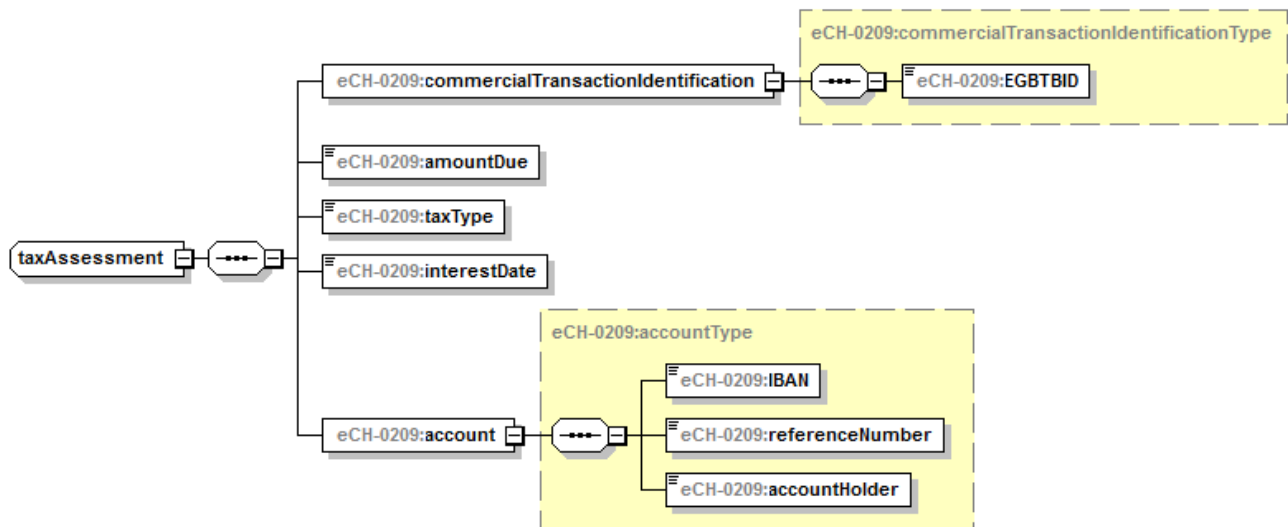 eCH-0209:commercialTransactionIdentificationType
eCH-0209:commercialTransactionIdentification
eCH-0209:EGBTBID
eCH-0209:amountDue
eCH-0209:taxType
taxAssessment
eCH-0209:interestDate
eCH-0209:accountType
eCH-0209:IBAN
eCH-0209:account
eCH-0209:referenceNumber
eCH-0209:accountHolder